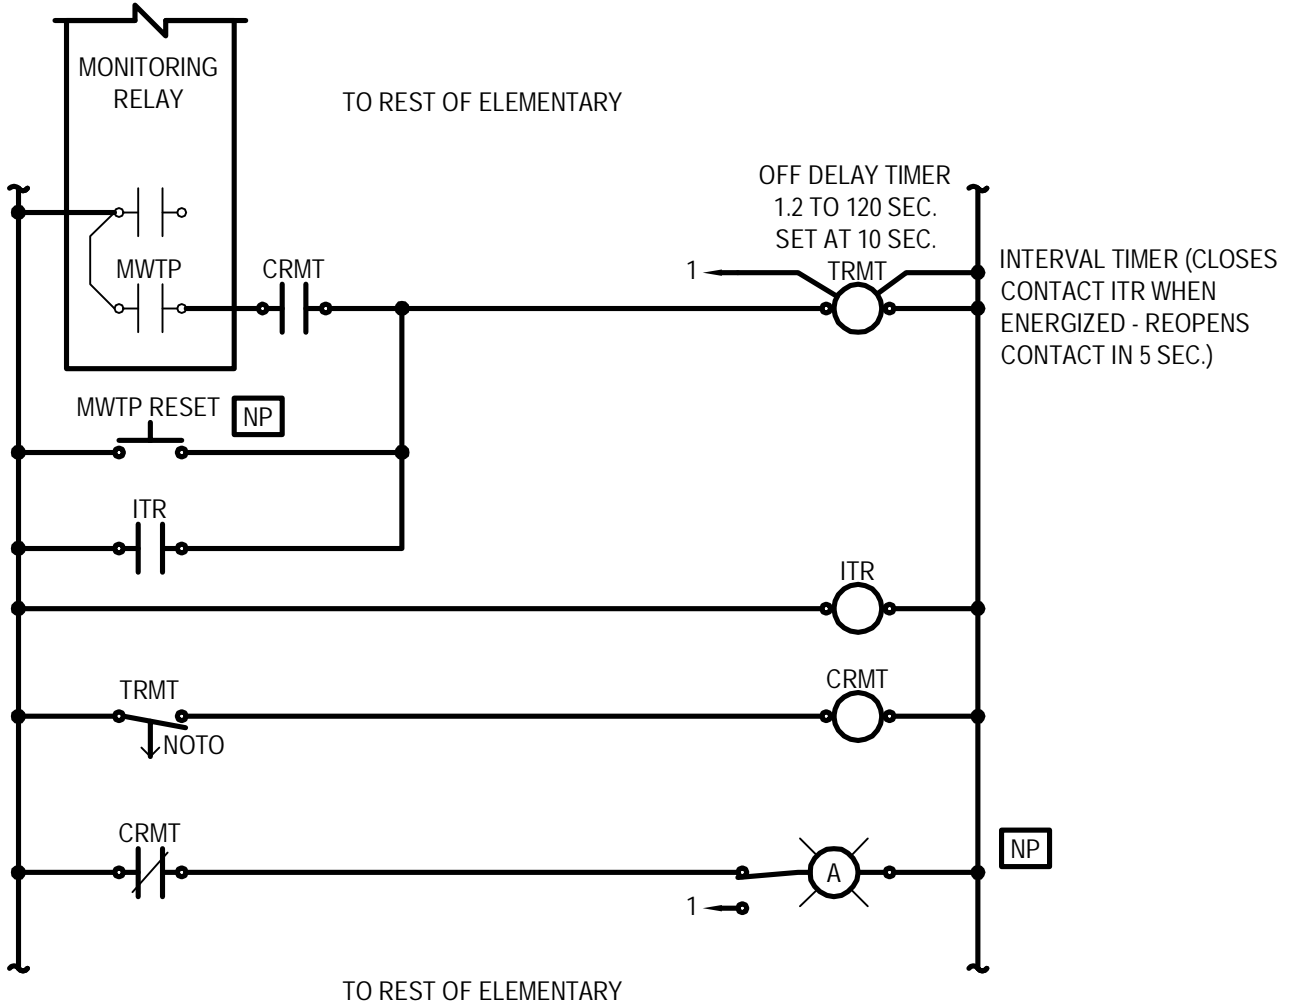 MONITORING
RELAY
TO REST OF ELEMENTARY
OFF DELAY TIMER
1.2 TO 120 SEC.
SET AT 10 SEC.
TRMT
1
INTERVAL TIMER (CLOSES
CONTACT ITR WHEN
ENERGIZED - REOPENS
CONTACT IN 5 SEC.)
MWTP
CRMT
MWTP RESET
NP
ITR
ITR
TRMT
NOTO
CRMT
CRMT
A
NP
1
TO REST OF ELEMENTARY